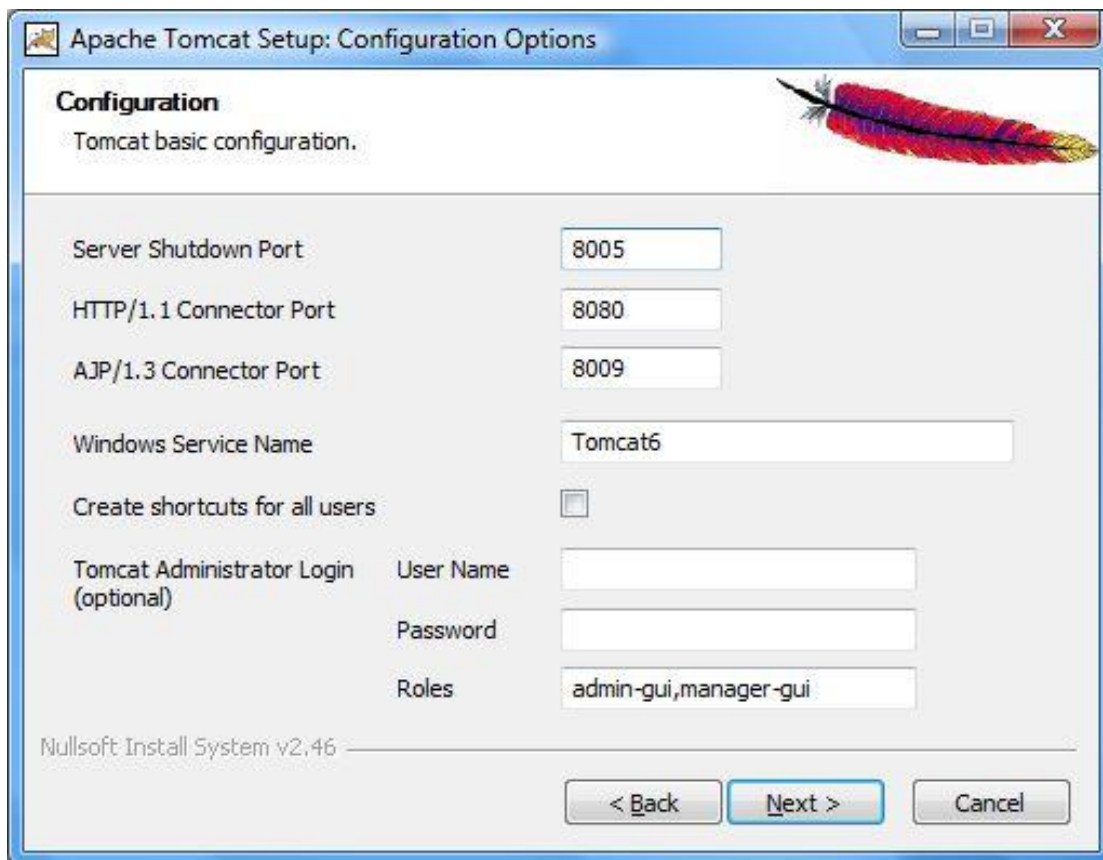 Apache Tomcat Setup: Configuration Options
Configuration
Tomcat basic configuration.
Server Shutdown Port 8005
HTTP/1.1 Connector Port 8080
AJP/1.3 Connector Port 8009
Windows Service Name Tomcat6
Create shortcuts for all users
Tomcat Administrator Login User Name
(optional)
Password
Roles admin-gui,manager-gui
Nullsoft Install System v2.46
< Back Next > Cancel